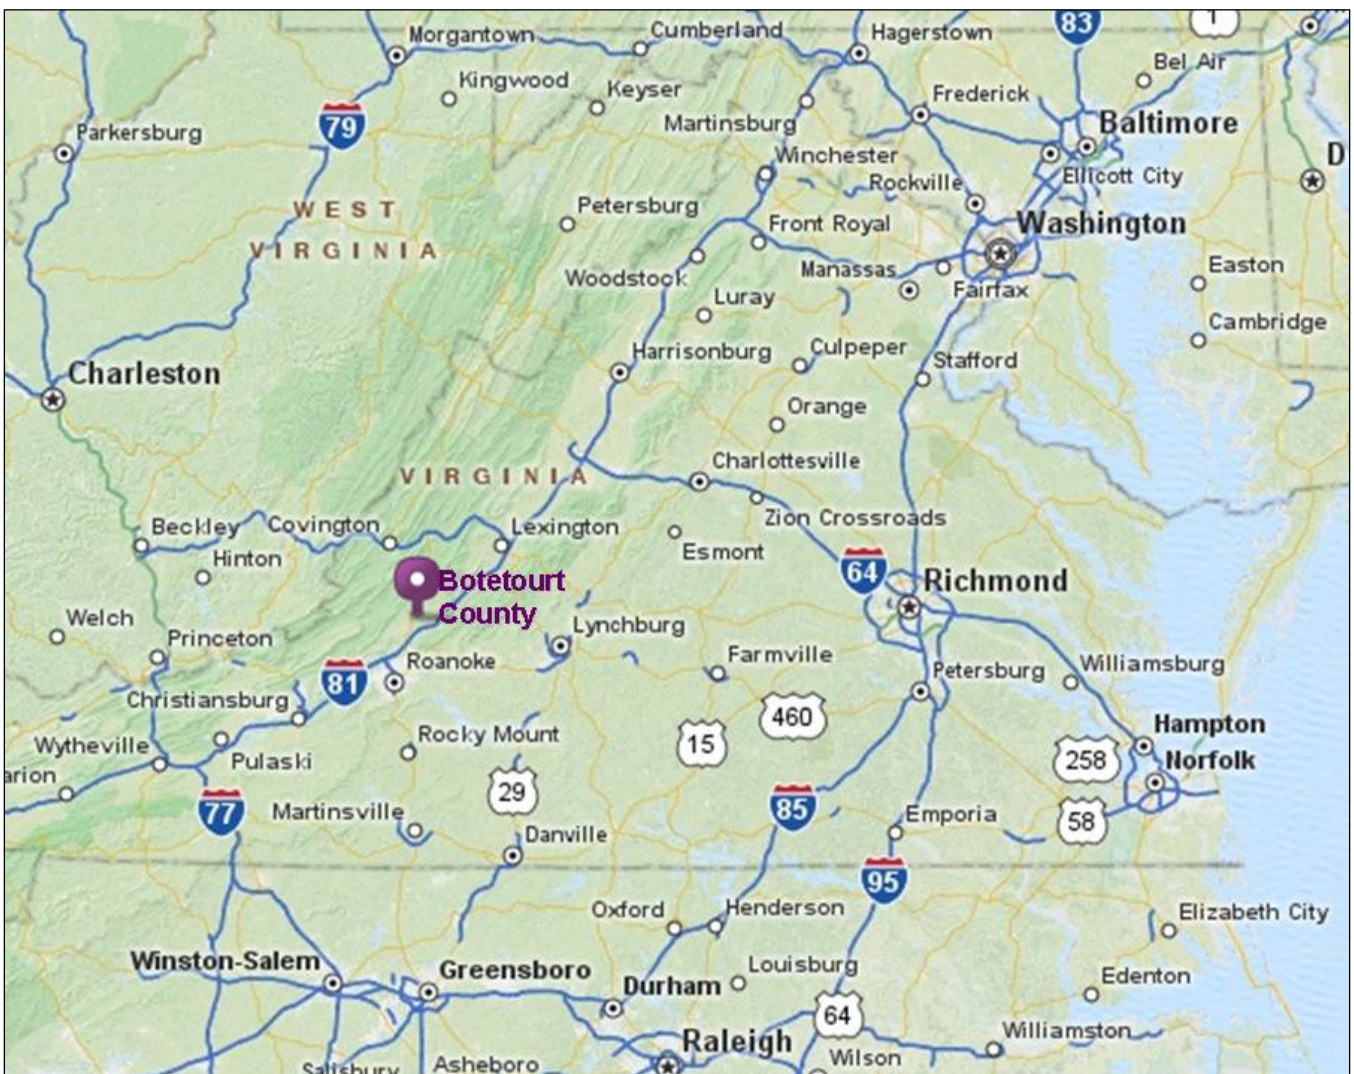 83
1
Morgantown
Cumberland
Hagerstown
Bel Air
Kingwood
Keyser
Frederick
79
Martinsburg
Baltimore
Parkersburg
Winchester
D
Rockville
Ellicott City
WEST
VIRGINIA
Petersburg
Front Royal
Washington
Woodstock
Manassas
Fairfax
Easton
Luray
Cambridge
Harrisonburg
Culpeper
Stafford
Charleston
Orange
VIRGINIA
Charlottesville
Beckley
Covington
Lexington
Zion Crossroads
Hinton
Esmont
64
Botetourt
County
Richmond
Welch
Princeton
Lynchburg
Roanoke
Farmville
Petersburg
Williamsburg
81
Christiansburg
460
Hampton
Wytheville
Rocky Mount
15
258
Norfolk
arion
Pulaski
29
77
Martinsville
85
Emporia
58
Danville
95
Oxford
Henderson
Elizabeth City
Winston-Salem
Greensboro
Durham
Louisburg
Edenton
64
Raleigh
Williamston
Salisbury
Asheboro
Wilson